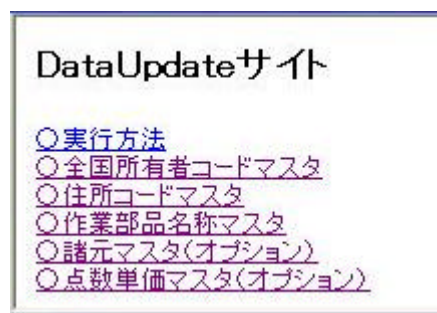 DataUpdateサイト
○実行方法
○全国所有者コードマスタ
○住所コードマスタ
○作業部品名称マスタ
○諸元マスタ(オプション)
○点数単価マスタ(オプション)